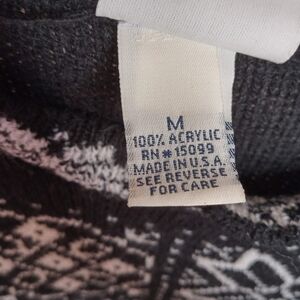 M
100% ACRYLIC
RN*15099
MADE IN U.S.A.
SEE REVERSE
FOR CARE